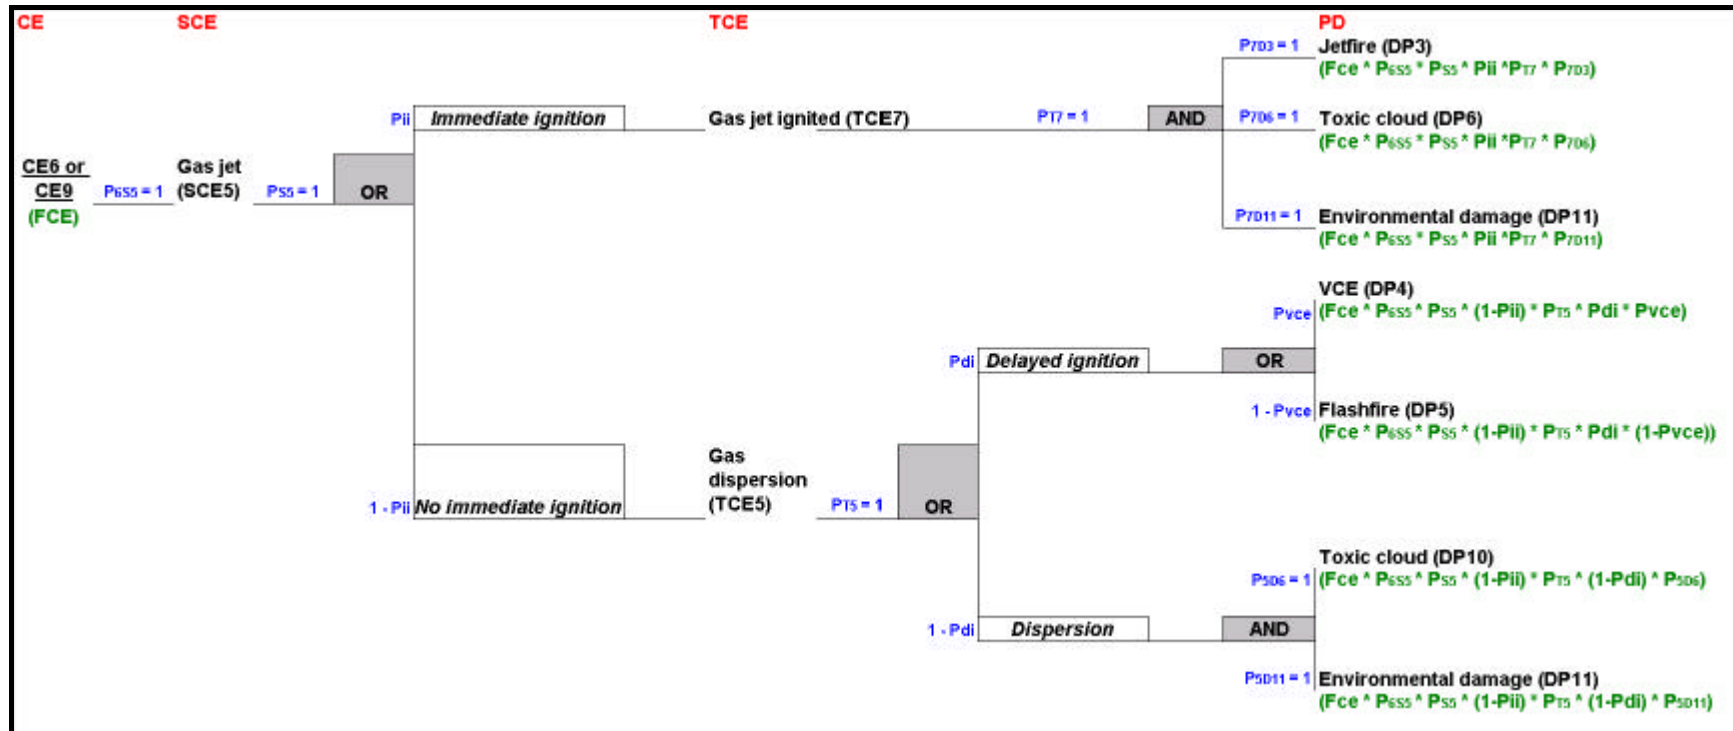 CE SCE TCE PD
P7D3 = 1 Jetfire (DP3)
(Fce * P6S5 * PS5 * Pii *PT7 * P7D3)
Pii Immediate ignition Gas jet ignited (TCE7) PT7 = 1 AND P7D6 = 1 Toxic cloud (DP6)
(Fce * P6S5 * PS5 * Pii *PT7 * P7D6)
CE6 or
CE9
(FCE)
P6S5 = 1
Gas jet
(SCE5)
PS5 = 1
OR
P7D11 = 1 Environmental damage (DP11)
(Fce * P6S5 * PS5 * Pii *PT7 * P7D11)
VCE (DP4)
Pvce (Fce * P6S5 * PS5 * (1-Pii) * PT5 * Pdi * Pvce)
Pdi Delayed ignition OR
1 - Pvce Flashfire (DP5)
(Fce * P6S5 * PS5 * (1-Pii) * PT5 * Pdi * (1-Pvce))
1 - Pii No immediate ignition
Gas
dispersion
(TCE5)
PT5 = 1
OR
Toxic cloud (DP10)
P5D6 = 1 (Fce * P6S5 * PS5 * (1-Pii) * PT5 * (1-Pdi) * P5D6)
1 - Pdi Dispersion AND
P5D11 = 1 Environmental damage (DP11)
(Fce * P6S5 * PS5 * (1-Pii) * PT5 * (1-Pdi) * P5D11)